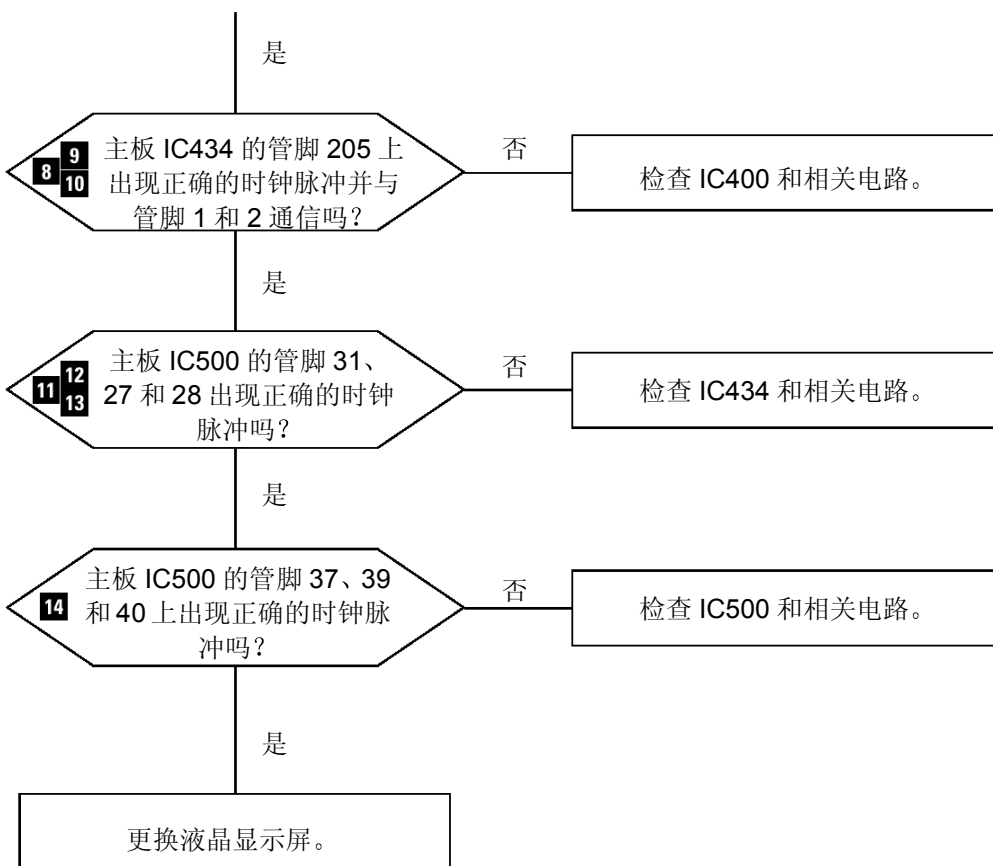 是
8 9 10
主板 IC434 的管脚 205 上
出现正确的时钟脉冲并与
管脚 1 和 2 通信吗？
否
检查 IC400 和相关电路。
是
11 12 13
主板 IC500 的管脚 31、
27 和 28 出现正确的时钟
脉冲吗？
否
检查 IC434 和相关电路。
是
14
主板 IC500 的管脚 37、39
和 40 上出现正确的时钟脉
冲吗？
否
检查 IC500 和相关电路。
是
更换液晶显示屏。